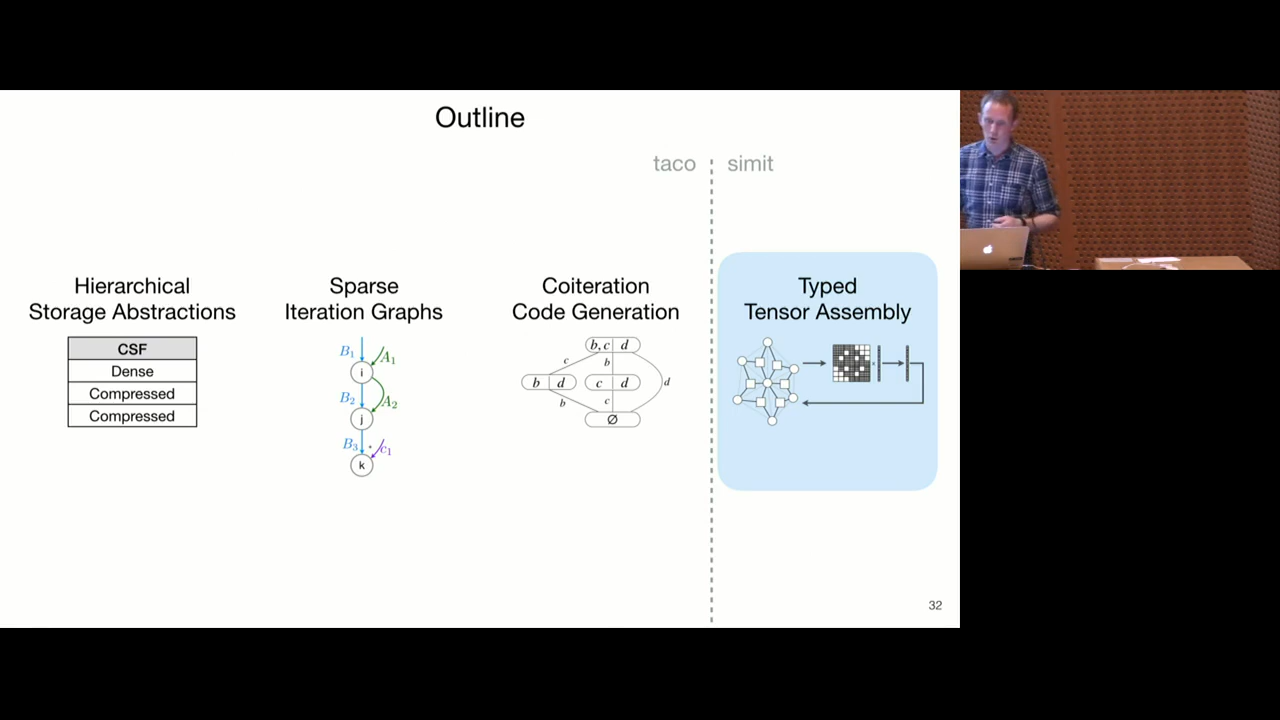 Outline
taco
simit
Hierarchical
Storage Abstractions
CSF
Dense
Compressed
Compressed
Sparse
Iteration Graphs
B₁
A₁
i
B₂
A₂
j
B₃
c₁
k
Coiteration
Code Generation
b, c d
c
b
b d
c d
d
b
c
∅
Typed
Tensor Assembly
32